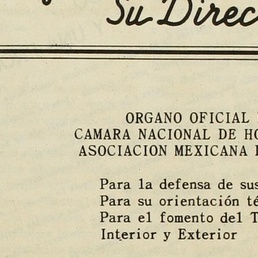 Su Direc
ORGANO OFICIAL
CAMARA NACIONAL DE HO
ASOCIACION MEXICANA
Para la defensa de sus
Para su orientación té
Para el fomento del T
Interior y Exterior